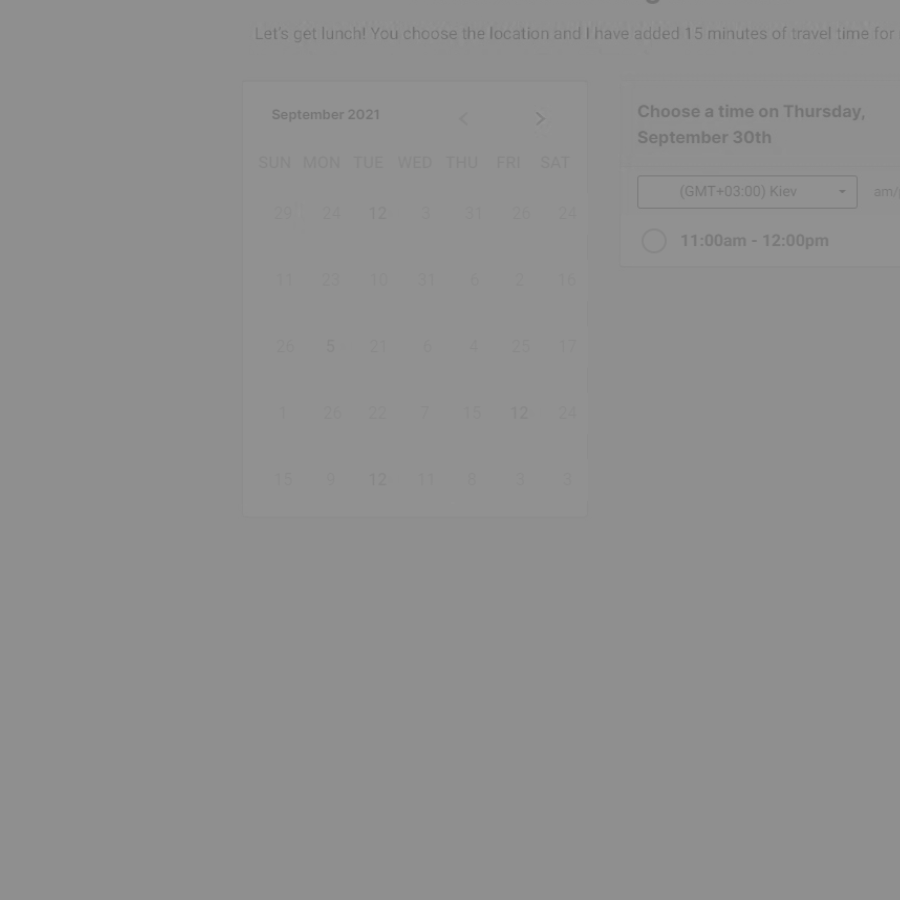 Let's get lunch! You choose the location and I have added 15 minutes of travel time for
September 2021
SUN MON TUE WED THU FRI SAT
29 24 12 3 31 26 24
11 23 10 31 6 2 16
26 5 21 6 4 25 17
1 26 22 7 15 12 24
15 9 12 11 8 3 3
Choose a time on Thursday,
September 30th
(GMT+03:00) Kiev
am/
11:00am - 12:00pm